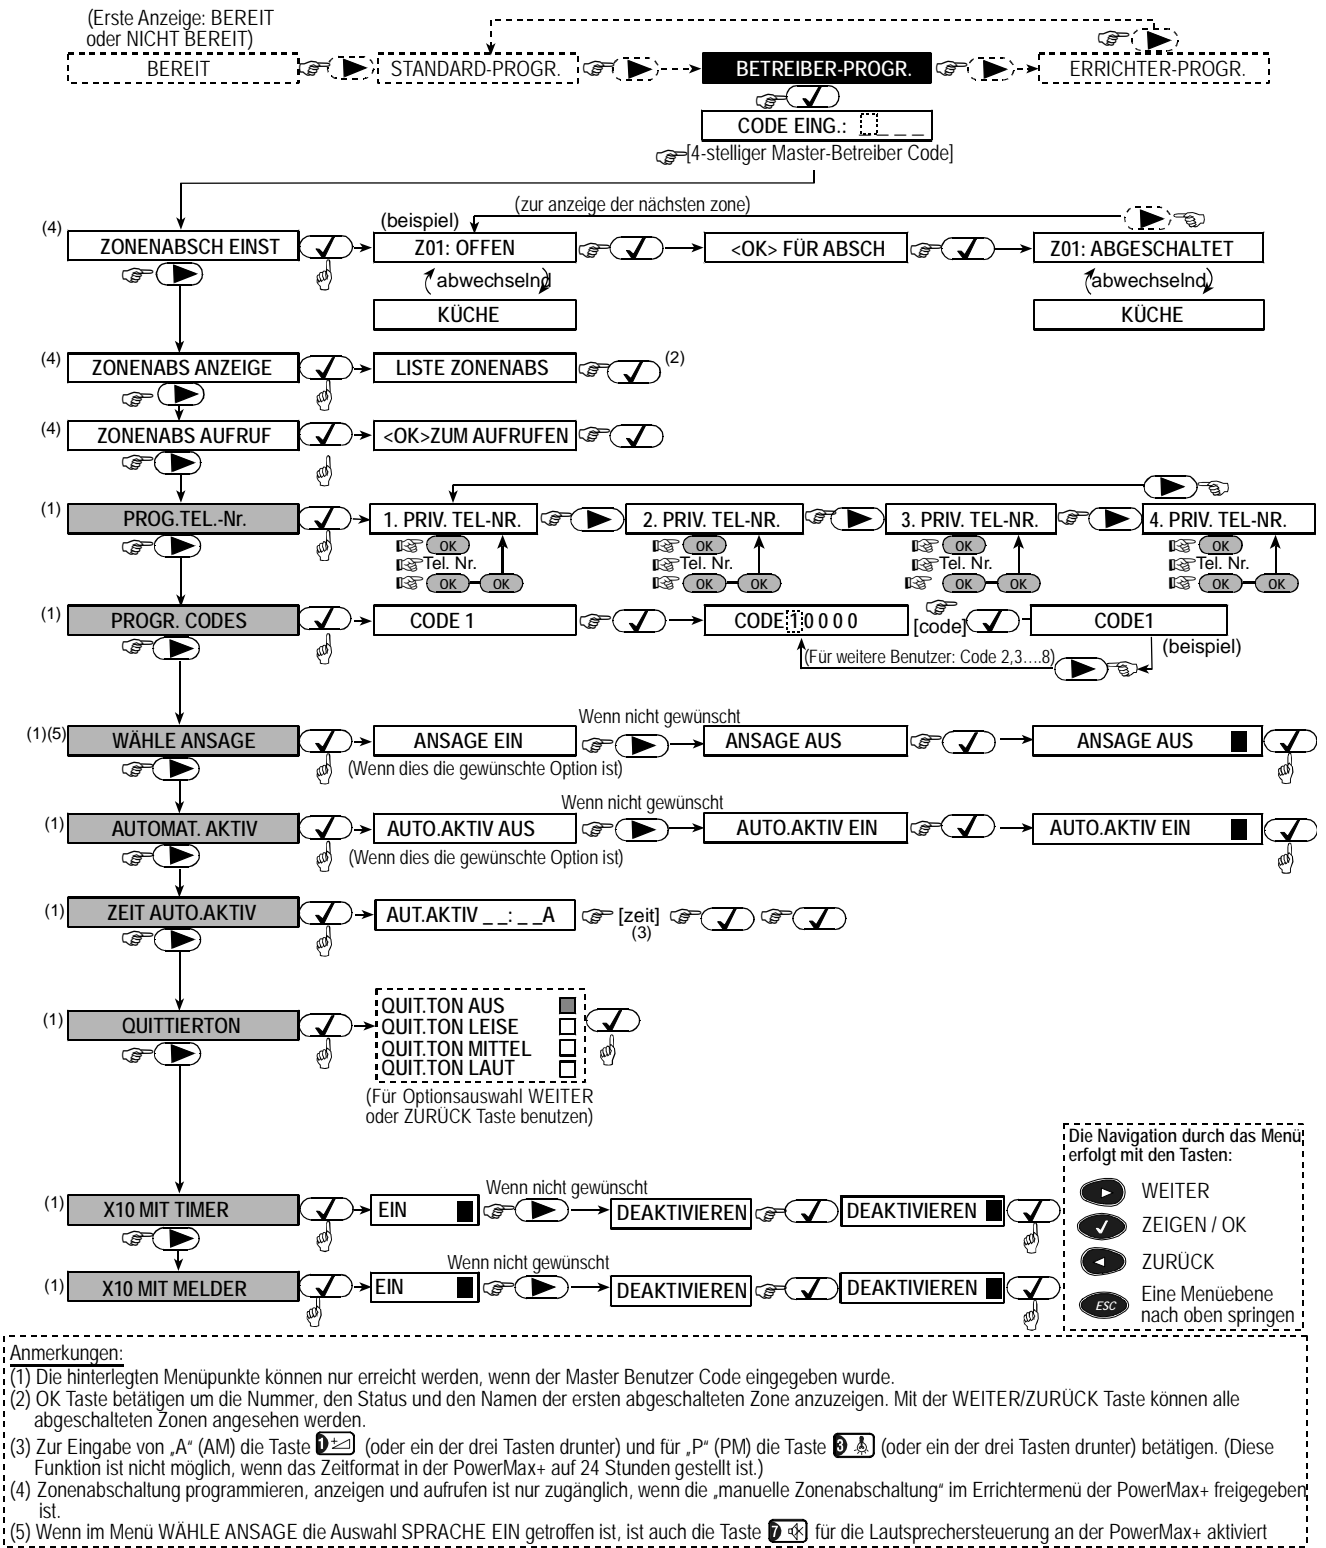 (Erste Anzeige: BEREIT
oder NICHT BEREIT)
BEREIT
STANDARD-PROGR.
BETREIBER-PROGR.
ERRICHTER-PROGR.
CODE EING.: _ _ _ _
[4-stelliger Master-Betreiber Code]
(zur anzeige der nächsten zone)
(beispiel)
(4)
ZONENABSCH EINST
Z01: OFFEN
<OK> FÜR ABSCH
Z01: ABGESCHALTET
abwechselnd
abwechselnd
KÜCHE
KÜCHE
(4)
ZONENABS ANZEIGE
LISTE ZONENABS
(2)
(4)
ZONENABS AUFRUF
<OK>ZUM AUFRUFEN
(1)
PROG.TEL.-Nr.
1. PRIV. TEL-NR.
2. PRIV. TEL-NR.
3. PRIV. TEL-NR.
4. PRIV. TEL-NR.
OK
OK
OK
OK
Tel. Nr.
Tel. Nr.
Tel. Nr.
Tel. Nr.
OK OK
OK OK
OK OK
OK OK
(1)
PROGR. CODES
CODE 1
CODE 1 0 0 0 0
[code]
CODE1
(beispiel)
(Für weitere Benutzer: Code 2,3....8)
Wenn nicht gewünscht
(1)(5)
WÄHLE ANSAGE
ANSAGE EIN
ANSAGE AUS
ANSAGE AUS
(Wenn dies die gewünschte Option ist)
Wenn nicht gewünscht
(1)
AUTOMAT. AKTIV
AUTO.AKTIV AUS
AUTO.AKTIV EIN
AUTO.AKTIV EIN
(Wenn dies die gewünschte Option ist)
(1)
ZEIT AUTO.AKTIV
AUT.AKTIV _ _: _ _A
[zeit]
(3)
(1)
QUITTIERTON
QUIT.TON AUS
QUIT.TON LEISE
QUIT.TON MITTEL
QUIT.TON LAUT
(Für Optionsauswahl WEITER
oder ZURÜCK Taste benutzen)
Die Navigation durch das Menü
erfolgt mit den Tasten:
WEITER
ZEIGEN / OK
ZURÜCK
ESC
Eine Menüebene
nach oben springen
Wenn nicht gewünscht
(1)
X10 MIT TIMER
EIN
DEAKTIVIEREN
DEAKTIVIEREN
Wenn nicht gewünscht
(1)
X10 MIT MELDER
EIN
DEAKTIVIEREN
DEAKTIVIEREN
Anmerkungen:
(1) Die hinterlegten Menüpunkte können nur erreicht werden, wenn der Master Benutzer Code eingegeben wurde.
(2) OK Taste betätigen um die Nummer, den Status und den Namen der ersten abgeschalteten Zone anzuzeigen. Mit der WEITER/ZURÜCK Taste können alle
abgeschalteten Zonen angesehen werden.
(3) Zur Eingabe von „A“ (AM) die Taste 1 (oder ein der drei Tasten drunter) und für „P“ (PM) die Taste 3 (oder ein der drei Tasten drunter) betätigen. (Diese
Funktion ist nicht möglich, wenn das Zeitformat in der PowerMax+ auf 24 Stunden gestellt ist.)
(4) Zonenabschaltung programmieren, anzeigen und aufrufen ist nur zugänglich, wenn die „manuelle Zonenabschaltung“ im Errichtermenü der PowerMax+ freigegeben
ist.
(5) Wenn im Menü WÄHLE ANSAGE die Auswahl SPRACHE EIN getroffen ist, ist auch die Taste 7 für die Lautsprechersteuerung an der PowerMax+ aktiviert